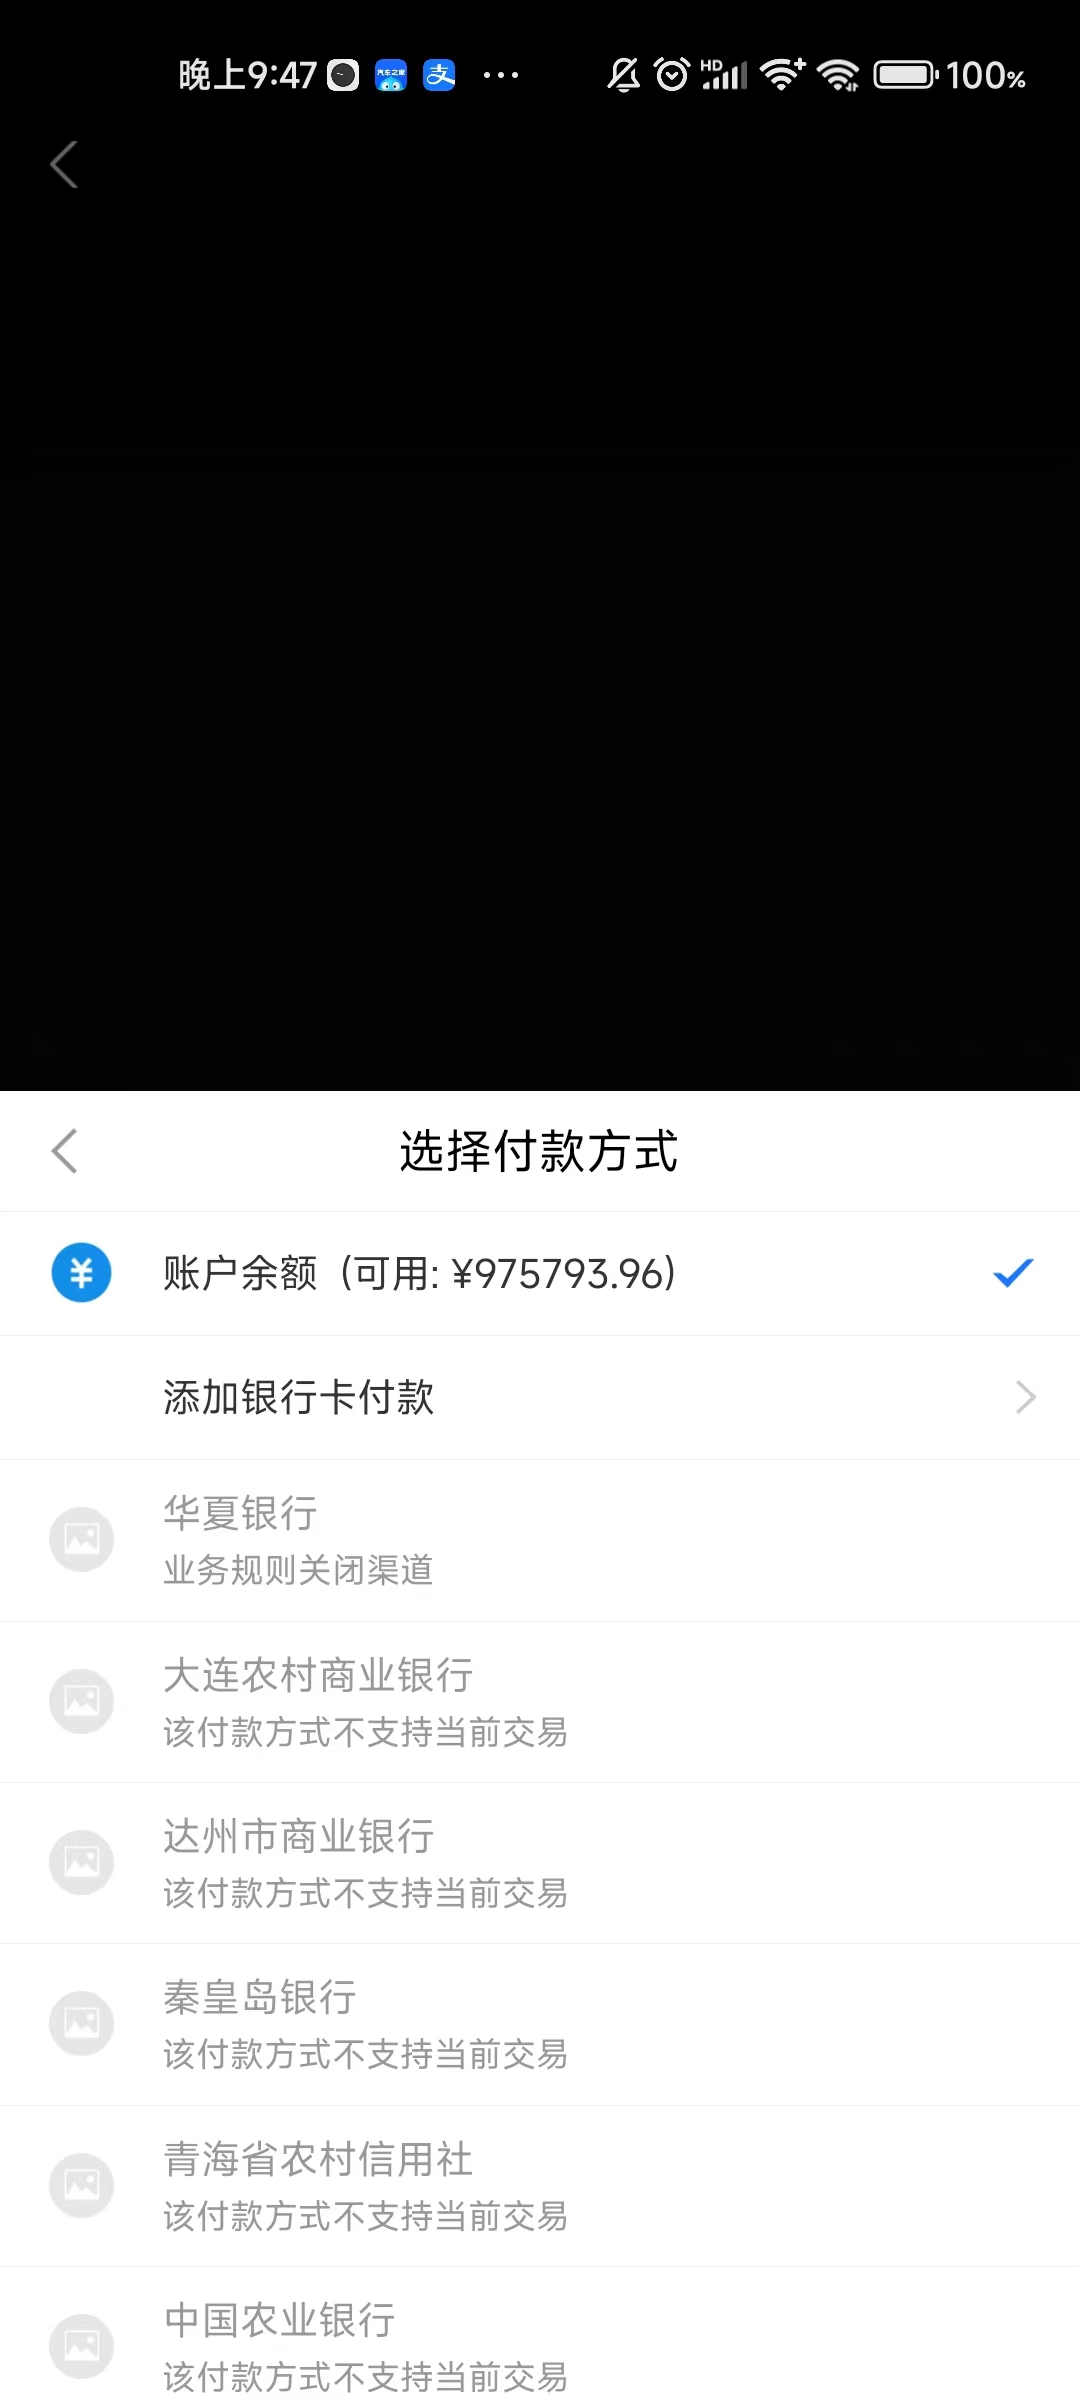 晚上9:47
HD
100%
选择付款方式
账户余额 (可用: ¥975793.96)
添加银行卡付款
华夏银行
业务规则关闭渠道
大连农村商业银行
该付款方式不支持当前交易
达州市商业银行
该付款方式不支持当前交易
秦皇岛银行
该付款方式不支持当前交易
青海省农村信用社
该付款方式不支持当前交易
中国农业银行
该付款方式不支持当前交易